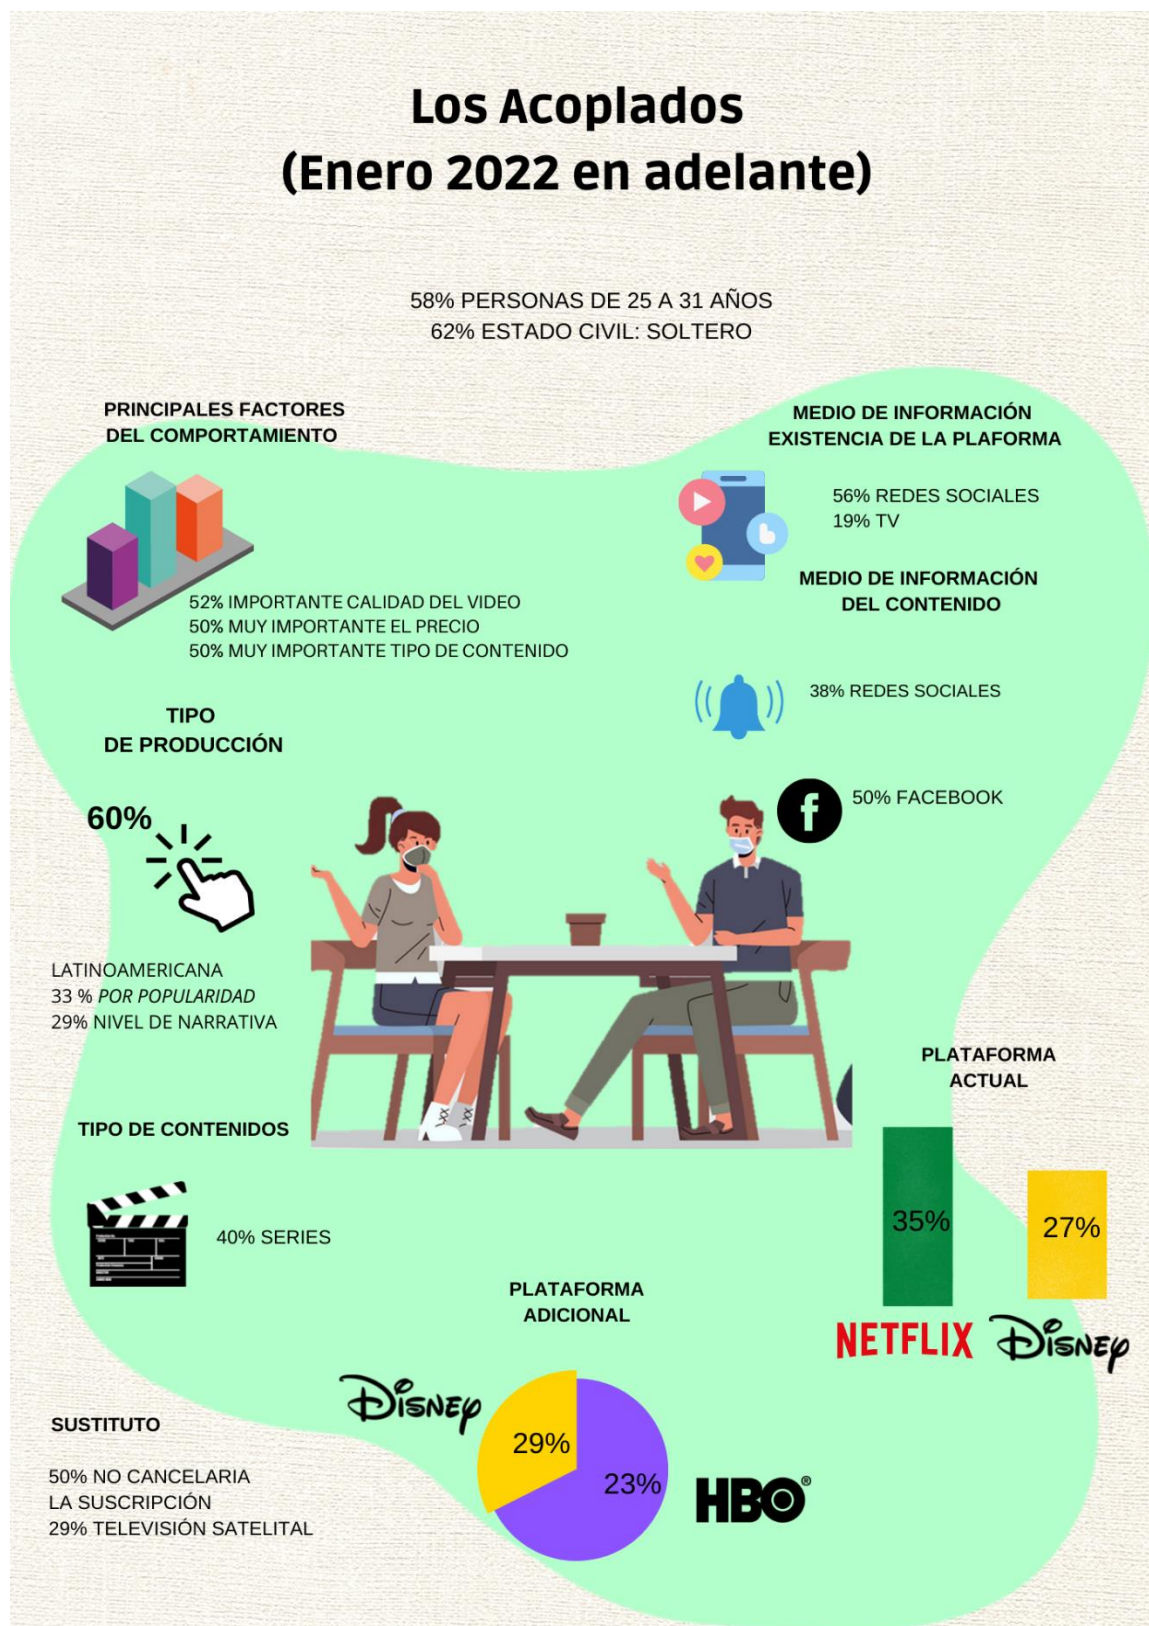 Los Acoplados
(Enero 2022 en adelante)
58% PERSONAS DE 25 A 31 AÑOS
62% ESTADO CIVIL: SOLTERO
PRINCIPALES FACTORES
DEL COMPORTAMIENTO
52% IMPORTANTE CALIDAD DEL VIDEO
50% MUY IMPORTANTE EL PRECIO
50% MUY IMPORTANTE TIPO DE CONTENIDO
MEDIO DE INFORMACIÓN
EXISTENCIA DE LA PLAFORMA
56% REDES SOCIALES
19% TV
MEDIO DE INFORMACIÓN
DEL CONTENIDO
38% REDES SOCIALES
f
50% FACEBOOK
TIPO
DE PRODUCCIÓN
60%
LATINOAMERICANA
33 % POR POPULARIDAD
29% NIVEL DE NARRATIVA
TIPO DE CONTENIDOS
40% SERIES
PLATAFORMA
ACTUAL
35%
27%
NETFLIX
DISNEY
PLATAFORMA
ADICIONAL
DISNEY
29%
23%
HBO®
SUSTITUTO
50% NO CANCELARIA
LA SUSCRIPCIÓN
29% TELEVISIÓN SATELITAL